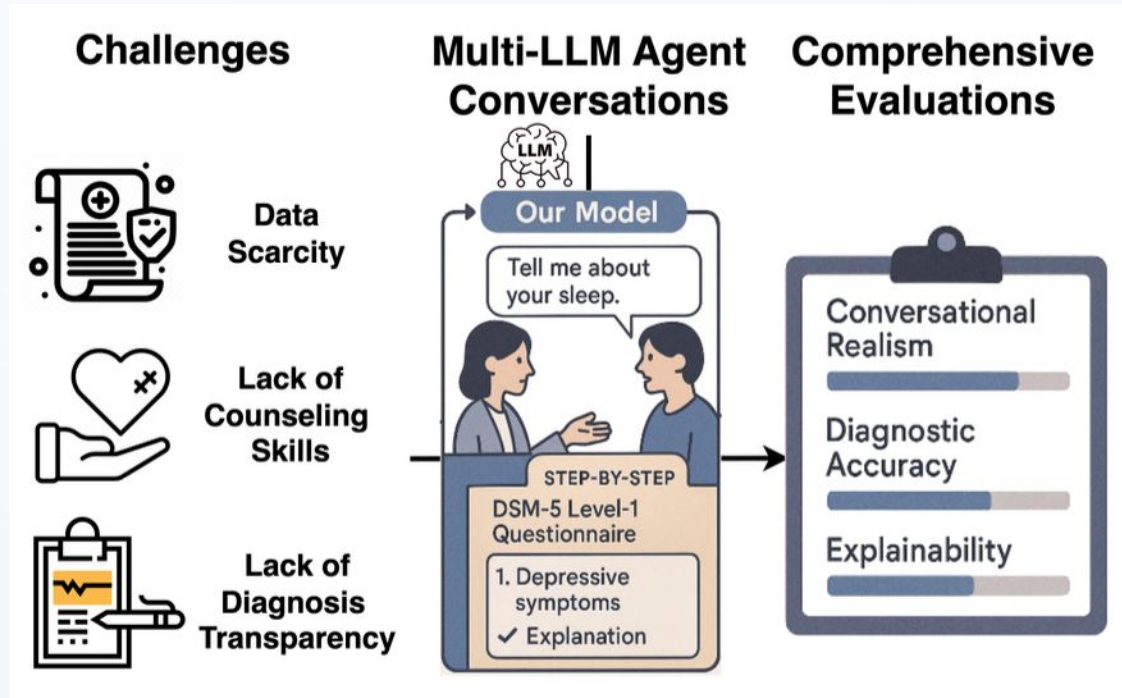 Challenges
Data
Scarcity
Lack of
Counseling
Skills
Lack of
Diagnosis
Transparency
Multi-LLM Agent
Conversations
LLM
Our Model
Tell me about
your sleep.
STEP-BY-STEP
DSM-5 Level-1
Questionnaire
1. Depressive
symptoms
✓ Explanation
Comprehensive
Evaluations
Conversational
Realism
Diagnostic
Accuracy
Explainability